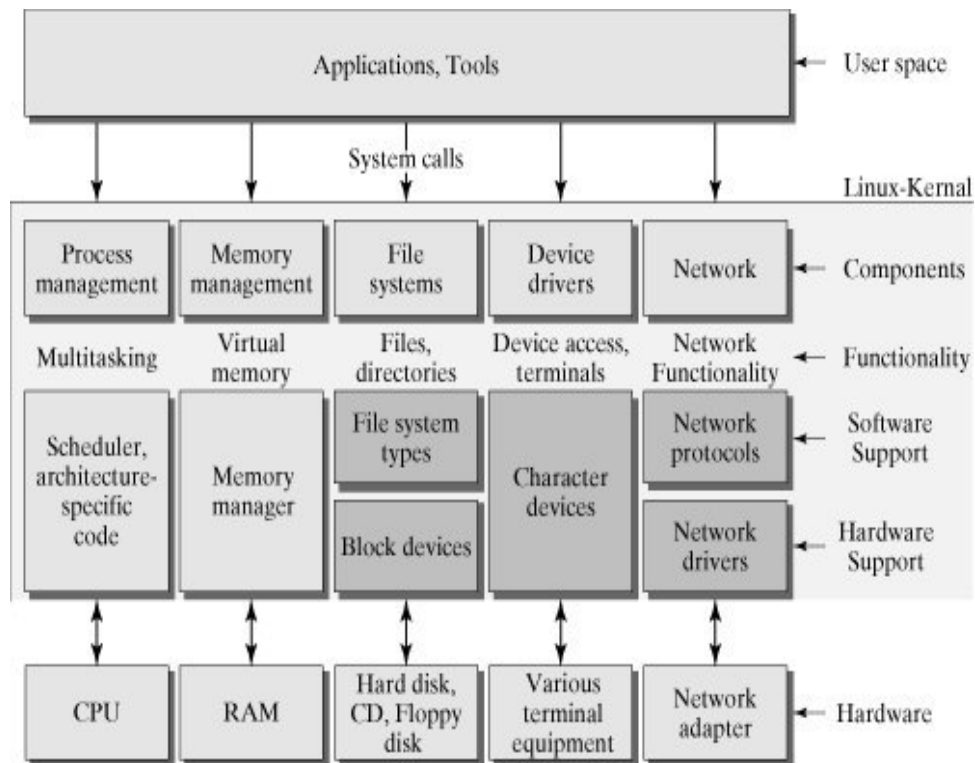 Applications, Tools
User space
System calls
Linux-Kernal
Process
management
Memory
management
File
systems
Device
drivers
Network
Components
Multitasking
Virtual
memory
Files,
directories
Device access,
terminals
Network
Functionality
Functionality
Scheduler,
architecture-
specific
code
Memory
manager
File system
types
Block devices
Character
devices
Network
protocols
Network
drivers
Software
Support
Hardware
Support
CPU
RAM
Hard disk,
CD, Floppy
disk
Various
terminal
equipment
Network
adapter
Hardware